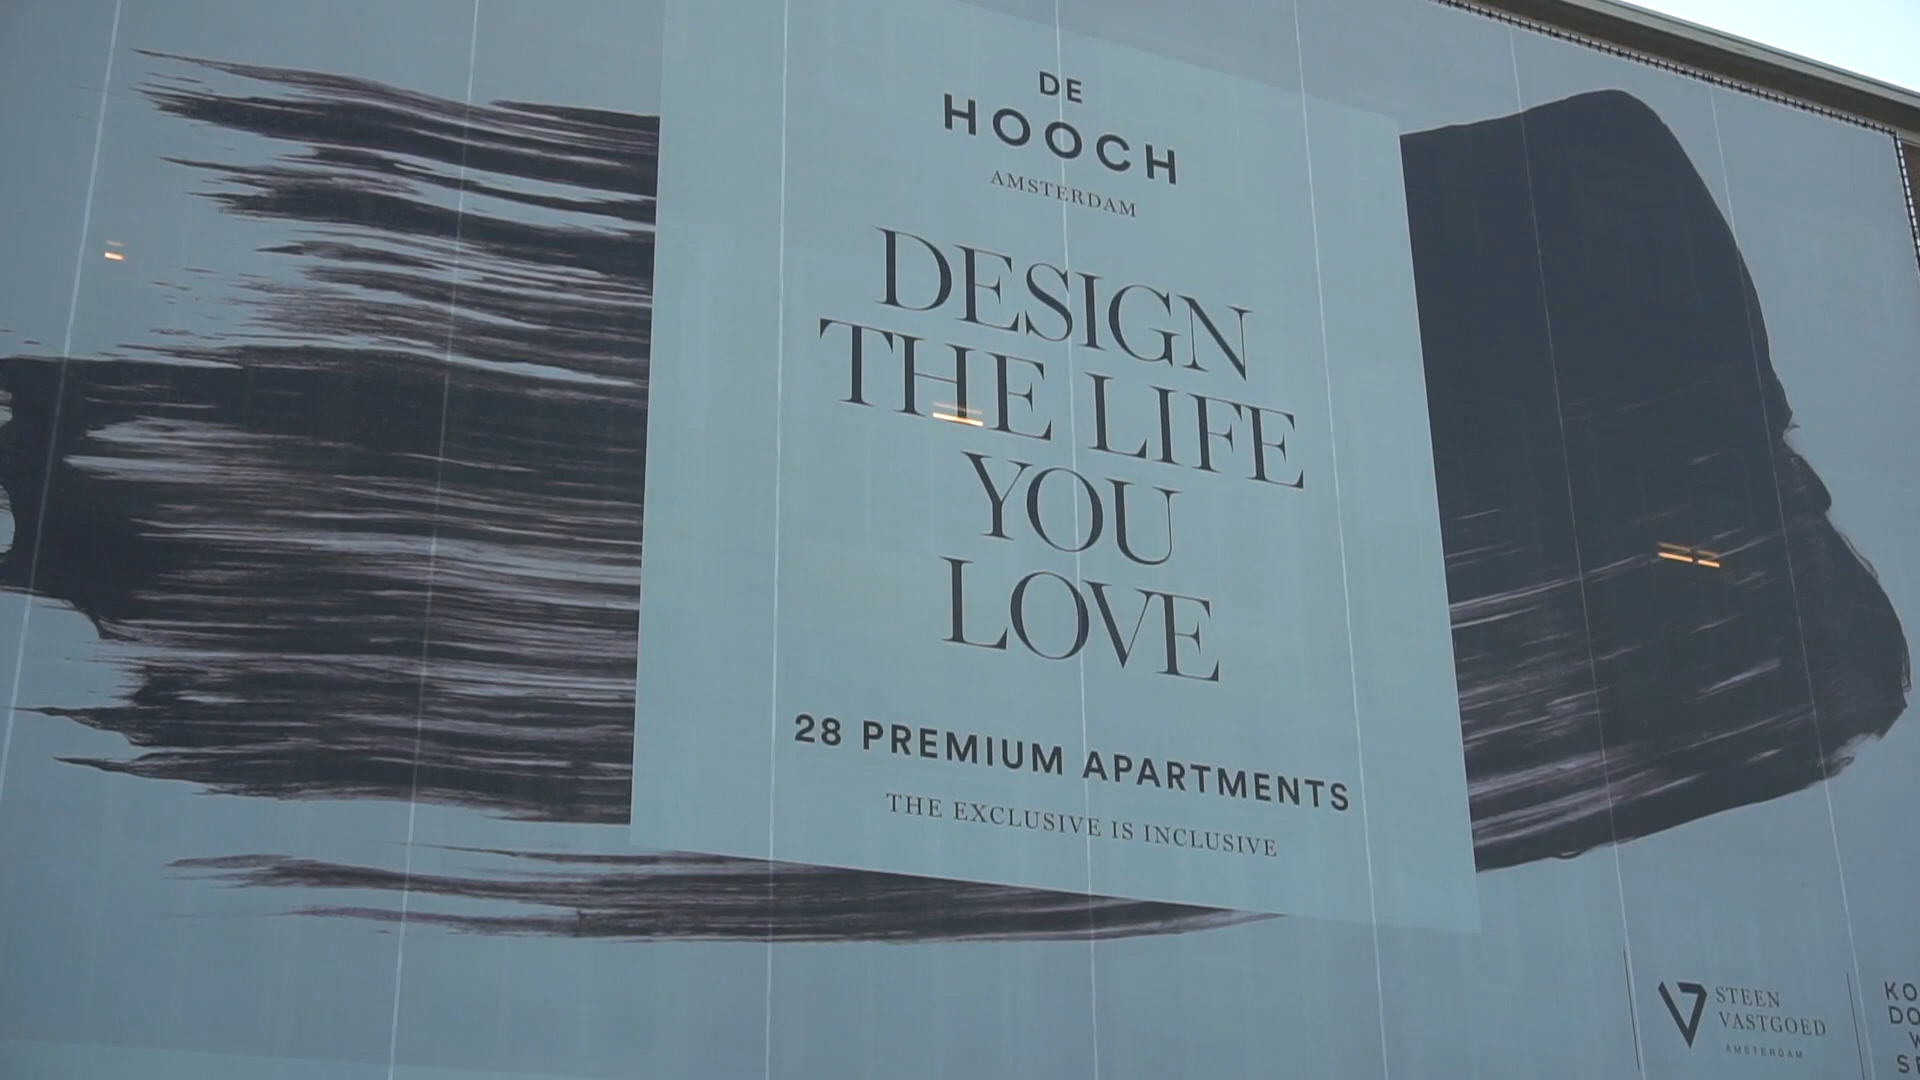 DE
HOOCH
AMSTERDAM
DESIGN
THE LIFE
YOU
LOVE
28 PREMIUM APARTMENTS
THE EXCLUSIVE IS INCLUSIVE
STEEN
VASTGOED
AMSTERDAM